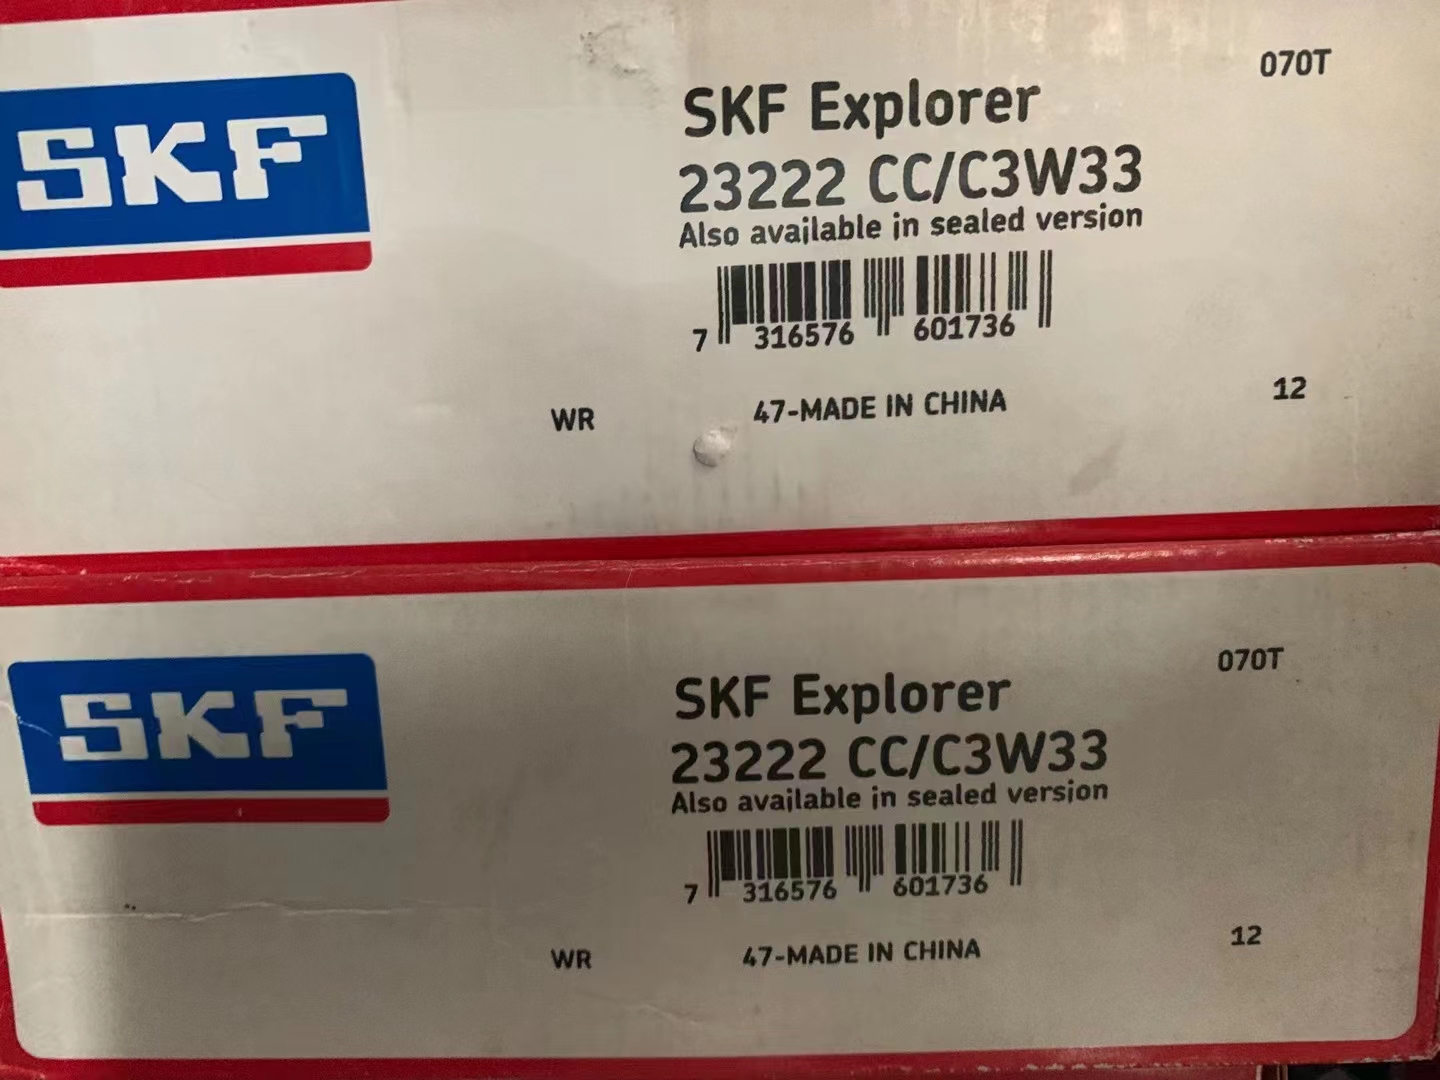 SKF
070T
SKF Explorer
23222 CC/C3W33
Also available in sealed version
7 316576 601736
WR 47-MADE IN CHINA 12
SKF
070T
SKF Explorer
23222 CC/C3W33
Also available in sealed version
7 316576 601736
WR 47-MADE IN CHINA 12